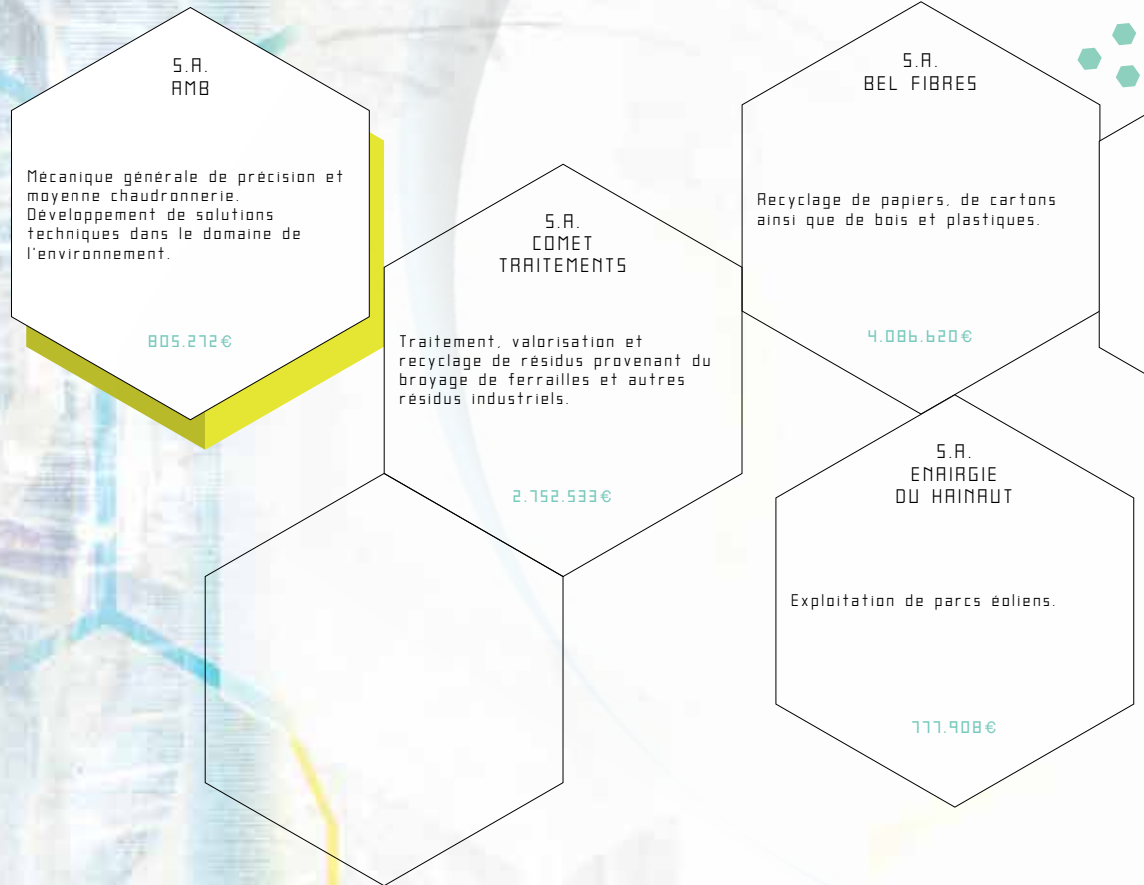 S.A.
AMB
Mécanique générale de précision et
moyenne chaudronnerie.
Développement de solutions
techniques dans le domaine de
l'environnement.
805.272€
S.A.
COMET
TRAITEMENTS
Traitement, valorisation et
recyclage de résidus provenant du
broyage de ferrailles et autres
résidus industriels.
2.752.533€
S.A.
BEL FIBRES
Recyclage de papiers, de cartons
ainsi que de bois et plastiques.
4.086.620€
S.A.
ENAIRGIE
DU HAINAUT
Exploitation de parcs éoliens.
777.908€